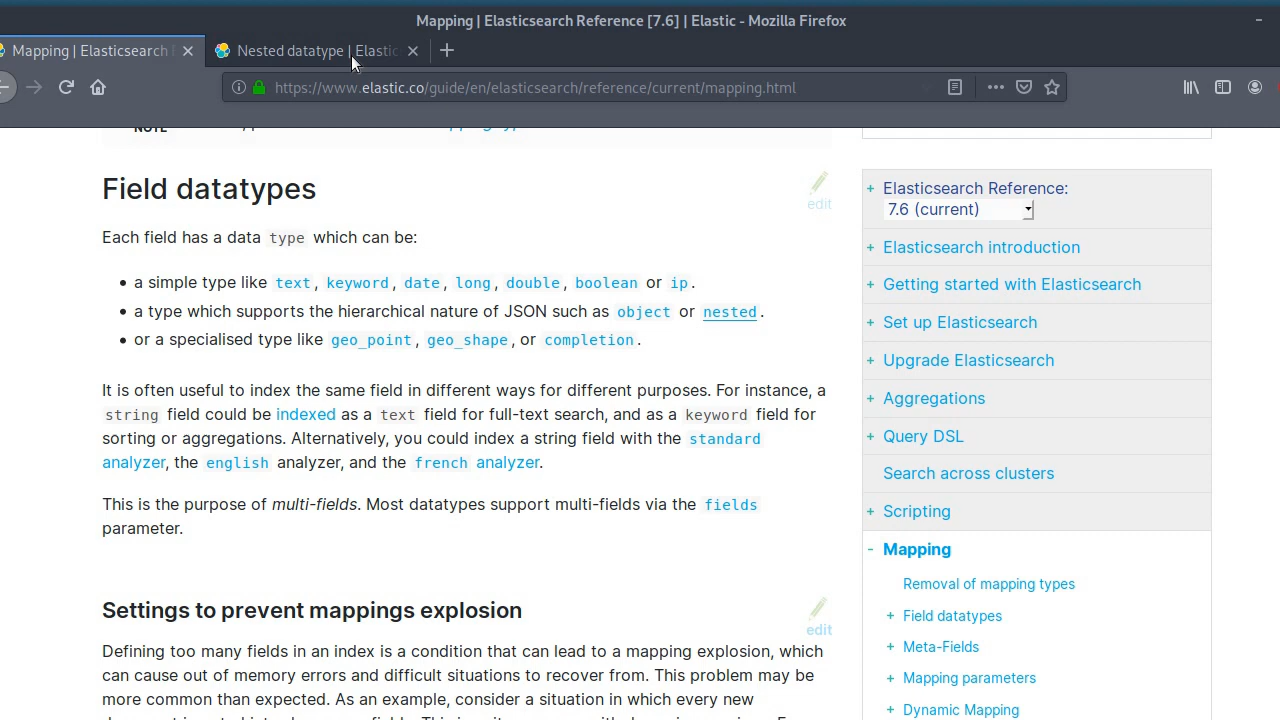 Mapping | Elasticsearch Reference [7.6] | Elastic - Mozilla Firefox
Mapping | Elasticsearch
Nested datatype | Elastic
https://www.elastic.co/guide/en/elasticsearch/reference/current/mapping.html
NOTE
Field datatypes
edit
Each field has a data type which can be:
• a simple type like text, keyword, date, long, double, boolean or ip.
• a type which supports the hierarchical nature of JSON such as object or nested.
• or a specialised type like geo_point, geo_shape, or completion.
It is often useful to index the same field in different ways for different purposes. For instance, a
string field could be indexed as a text field for full-text search, and as a keyword field for
sorting or aggregations. Alternatively, you could index a string field with the standard
analyzer, the english analyzer, and the french analyzer.
This is the purpose of multi-fields. Most datatypes support multi-fields via the fields
parameter.
Settings to prevent mappings explosion
edit
Defining too many fields in an index is a condition that can lead to a mapping explosion, which
can cause out of memory errors and difficult situations to recover from. This problem may be
more common than expected. As an example, consider a situation in which every new
+ Elasticsearch Reference:
7.6 (current)
+ Elasticsearch introduction
+ Getting started with Elasticsearch
+ Set up Elasticsearch
+ Upgrade Elasticsearch
+ Aggregations
+ Query DSL
Search across clusters
+ Scripting
- Mapping
Removal of mapping types
+ Field datatypes
+ Meta-Fields
+ Mapping parameters
+ Dynamic Mapping